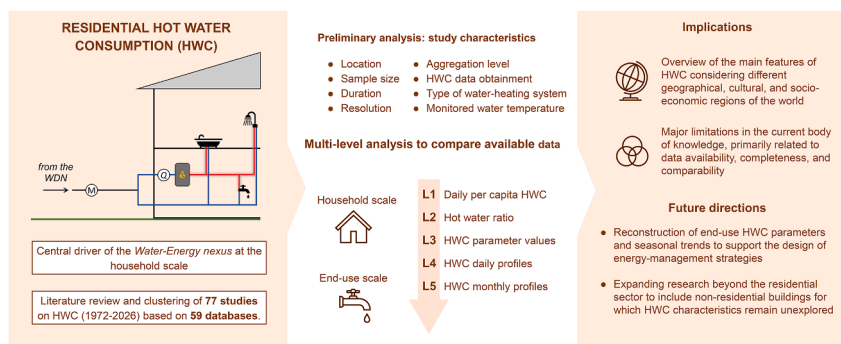 RESIDENTIAL HOT WATER
CONSUMPTION (HWC)
from the
WDN
M
Q
Central driver of the Water-Energy nexus at the
household scale
Literature review and clustering of 77 studies
on HWC (1972-2026) based on 59 databases.
Preliminary analysis: study characteristics
● Location
● Sample size
● Duration
● Resolution
● Aggregation level
● HWC data obtainment
● Type of water-heating system
● Monitored water temperature
Multi-level analysis to compare available data
Household scale
End-use scale
L1 Daily per capita HWC
L2 Hot water ratio
L3 HWC parameter values
L4 HWC daily profiles
L5 HWC monthly profiles
Implications
Overview of the main features of
HWC considering different
geographical, cultural, and socio-
economic regions of the world
Major limitations in the current body
of knowledge, primarily related to
data availability, completeness, and
comparability
Future directions
● Reconstruction of end-use HWC parameters
and seasonal trends to support the design of
energy-management strategies
● Expanding research beyond the residential
sector to include non-residential buildings for
which HWC characteristics remain unexplored